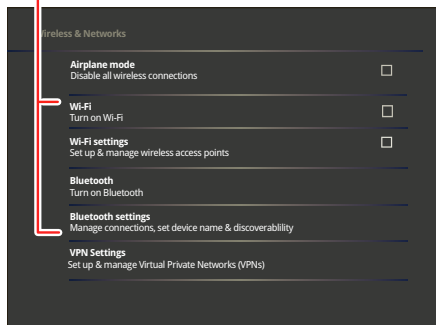 Wireless & Networks
Airplane mode
Disable all wireless connections
Wi-Fi
Turn on Wi-Fi
Wi-Fi settings
Set up & manage wireless access points
Bluetooth
Turn on Bluetooth
Bluetooth settings
Manage connections, set device name & discoverablility
VPN Settings
Set up & manage Virtual Private Networks (VPNs)